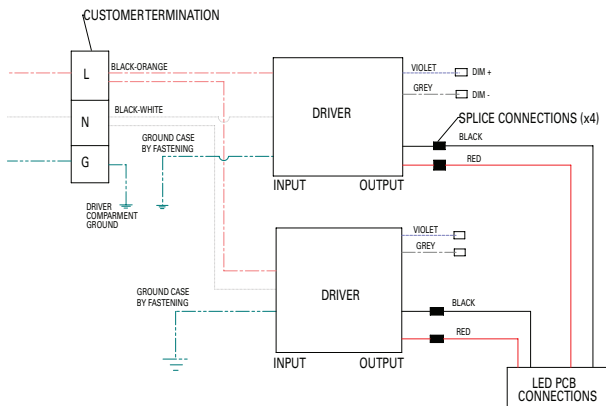 CUSTOMER TERMINATION
L
BLACK-ORANGE
VIOLET
DIM +
GREY
DIM -
N
BLACK-WHITE
DRIVER
SPLICE CONNECTIONS (x4)
BLACK
GROUND CASE
BY FASTENING
G
RED
INPUT
OUTPUT
DRIVER
COMPARMENT
GROUND
VIOLET
GREY
GROUND CASE
BY FASTENING
DRIVER
BLACK
RED
INPUT
OUTPUT
LED PCB
CONNECTIONS